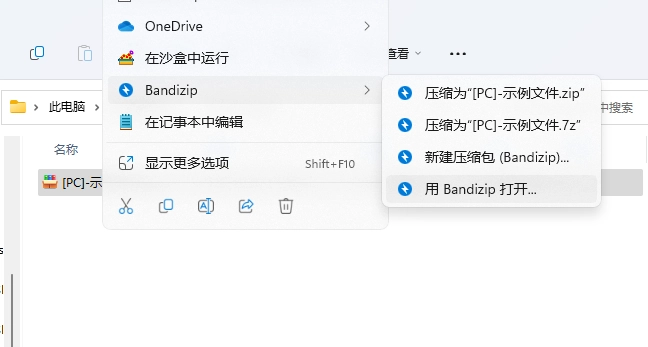 OneDrive
在沙盒中运行
Bandizip
在记事本中编辑
显示更多选项 Shift+F10
查看
此电脑
中搜索
名称
[PC]-示
压缩为“[PC]-示例文件.zip”
压缩为“[PC]-示例文件.7z”
新建压缩包 (Bandizip)...
用 Bandizip 打开...